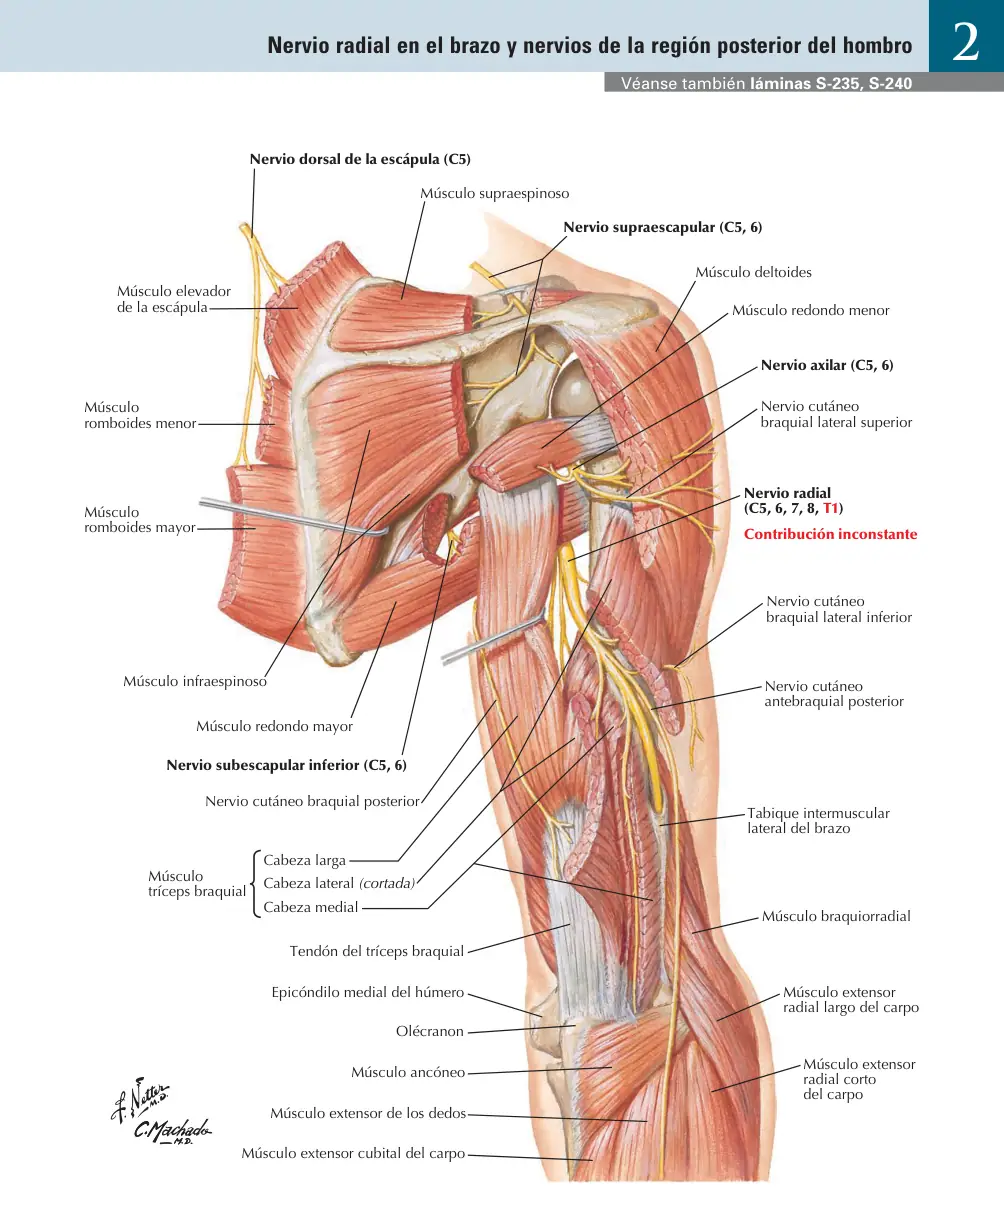 Nervio radial en el brazo y nervios de la región posterior del hombro
2
Véanse también láminas S-235, S-240
Nervio dorsal de la escápula (C5)
Músculo supraespinoso
Nervio supraescapular (C5, 6)
Músculo deltoides
Músculo elevador
de la escápula
Músculo redondo menor
Nervio axilar (C5, 6)
Músculo
romboides menor
Nervio cutáneo
braquial lateral superior
Nervio radial
(C5, 6, 7, 8, T1)
Contribución inconstante
Músculo
romboides mayor
Nervio cutáneo
braquial lateral inferior
Músculo infraespinoso
Nervio cutáneo
antebraquial posterior
Músculo redondo mayor
Nervio subescapular inferior (C5, 6)
Nervio cutáneo braquial posterior
Tabique intermuscular
lateral del brazo
Músculo
tríceps braquial
Cabeza larga
Cabeza lateral (cortada)
Cabeza medial
Músculo braquiorradial
Tendón del tríceps braquial
Epicóndilo medial del húmero
Músculo extensor
radial largo del carpo
Olécranon
Músculo ancóneo
Músculo extensor
radial corto
del carpo
Músculo extensor de los dedos
Músculo extensor cubital del carpo
F. Netter
M.D.
C. Machado
M.D.